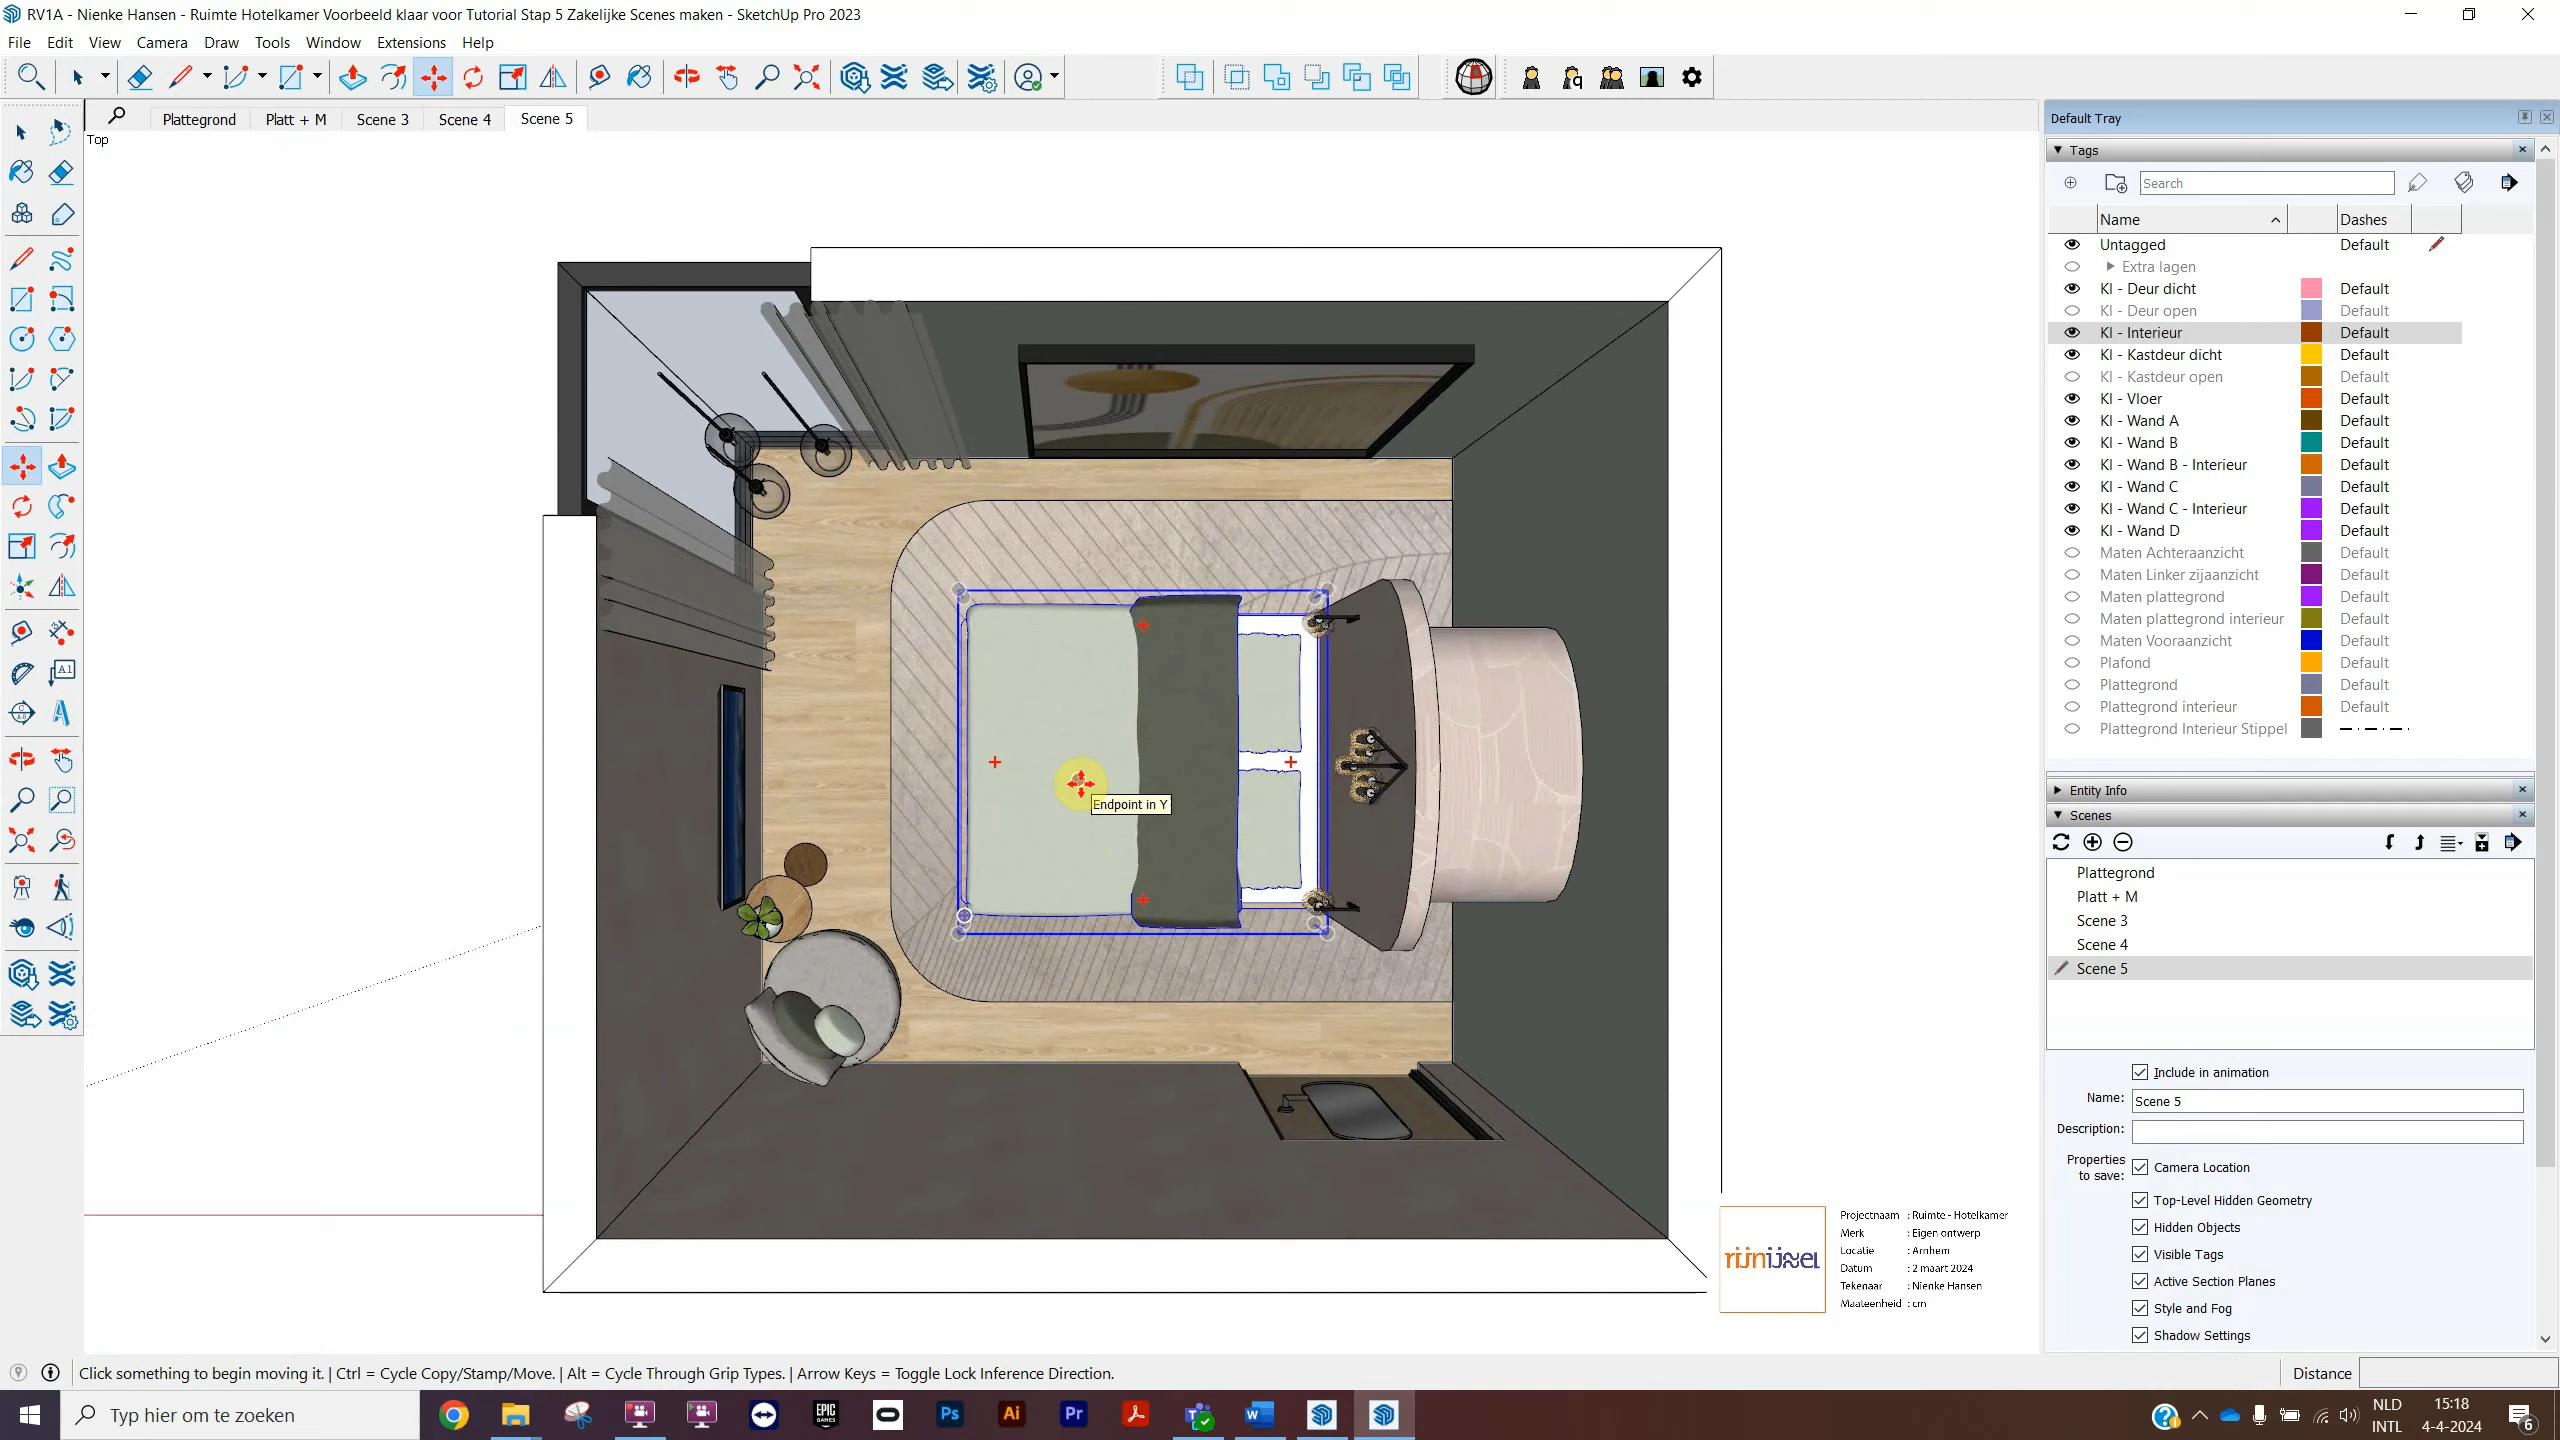 RV1A - Nienke Hansen - Ruimte Hotelkamer Voorbeeld klaar voor Tutorial Stap 5 Zakelijke Scenes maken - SketchUp Pro 2023
File Edit View Camera Draw Tools Window Extensions Help
Plattegrond Platt + M Scene 3 Scene 4 Scene 5
Top
Default Tray
Tags
Search
Name Dashes
Untagged Default
Extra lagen
KI - Deur dicht Default
KI - Deur open Default
KI - Interieur Default
KI - Kastdeur dicht Default
KI - Kastdeur open Default
KI - Vloer Default
KI - Wand A Default
KI - Wand B Default
KI - Wand B - Interieur Default
KI - Wand C Default
KI - Wand C - Interieur Default
KI - Wand D Default
Maten Achteraanzicht Default
Maten Linker zijaanzicht Default
Maten plattegrond Default
Maten plattegrond interieur Default
Maten Vooraanzicht Default
Plafond Default
Plattegrond Default
Plattegrond interieur Default
Plattegrond Interieur Stippel
Entity Info
Scenes
Plattegrond
Platt + M
Scene 3
Scene 4
Scene 5
Include in animation
Name: Scene 5
Description:
Properties to save:
Camera Location
Top-Level Hidden Geometry
Hidden Objects
Visible Tags
Active Section Planes
Style and Fog
Shadow Settings
Endpoint in Y
A1
rijnijssel
Projectnaam : Ruimte - Hotelkamer
Merk : Eigen ontwerp
Locatie : Arnhem
Datum : 2 maart 2024
Tekenaar : Nienke Hansen
Maateenheid : cm
Click something to begin moving it. | Ctrl = Cycle Copy/Stamp/Move. | Alt = Cycle Through Grip Types. | Arrow Keys = Toggle Lock Inference Direction.
Distance
Typ hier om te zoeken
EPIC GAMES
Ps
Ai
Pr
W
NLD
INTL
15:18
4-4-2024
6